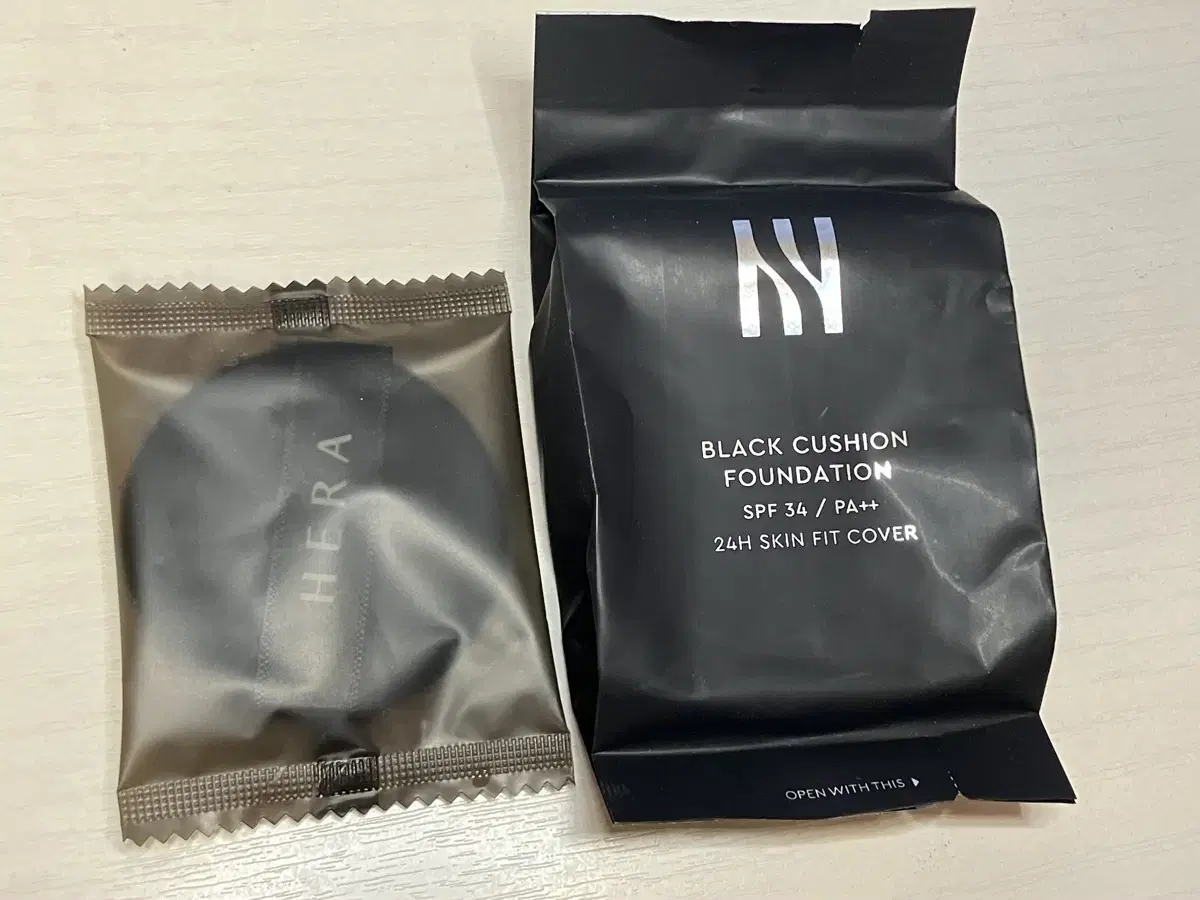 HERA
BLACK CUSHION
FOUNDATION
SPF 34 / PA++
24H SKIN FIT COVER
OPEN WITH THIS ▶